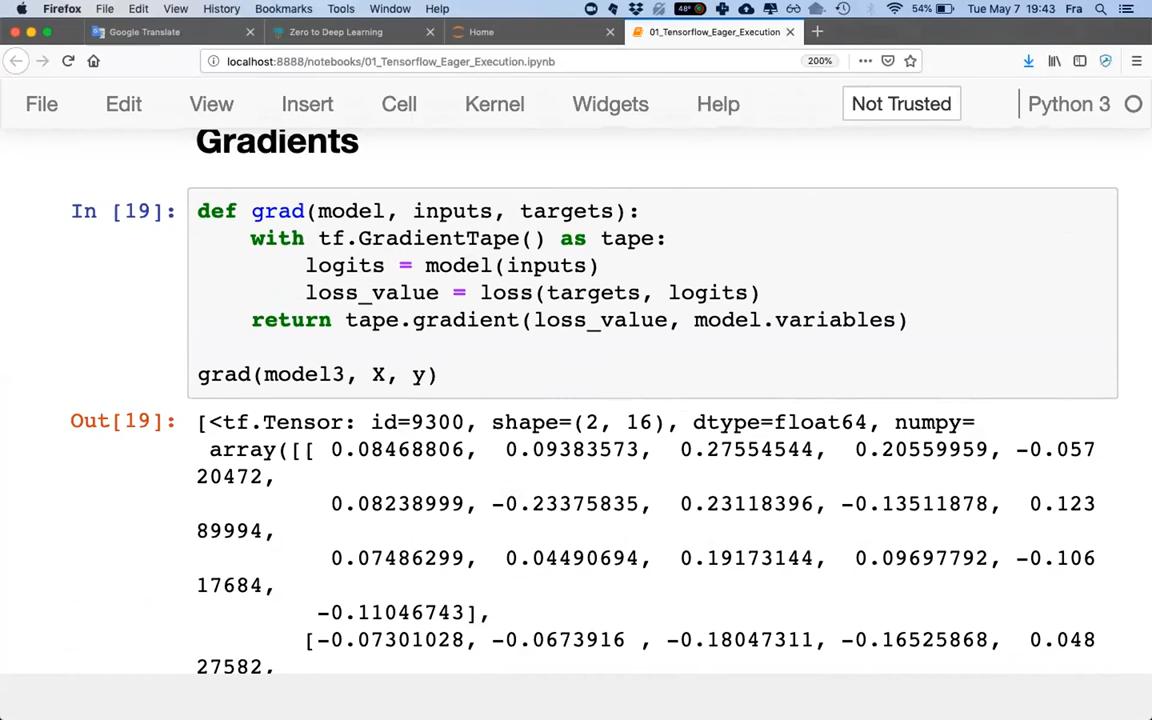 Firefox File Edit View History Bookmarks Tools Window Help 48° 54% Tue May 7 19:43 Fra
Google Translate Zero to Deep Learning Home 01_Tensorflow_Eager_Execution
localhost:8888/notebooks/01_Tensorflow_Eager_Execution.ipynb 200%
File Edit View Insert Cell Kernel Widgets Help Not Trusted Python 3
Gradients
In [19]: def grad(model, inputs, targets):
with tf.GradientTape() as tape:
logits = model(inputs)
loss_value = loss(targets, logits)
return tape.gradient(loss_value, model.variables)
grad(model3, X, y)
Out[19]: [<tf.Tensor: id=9300, shape=(2, 16), dtype=float64, numpy=
array([[ 0.08468806, 0.09383573, 0.27554544, 0.20559959, -0.057
20472,
0.08238999, -0.23375835, 0.23118396, -0.13511878, 0.123
89994,
0.07486299, 0.04490694, 0.19173144, 0.09697792, -0.106
17684,
-0.11046743],
[-0.07301028, -0.0673916 , -0.18047311, -0.16525868, 0.048
27582,